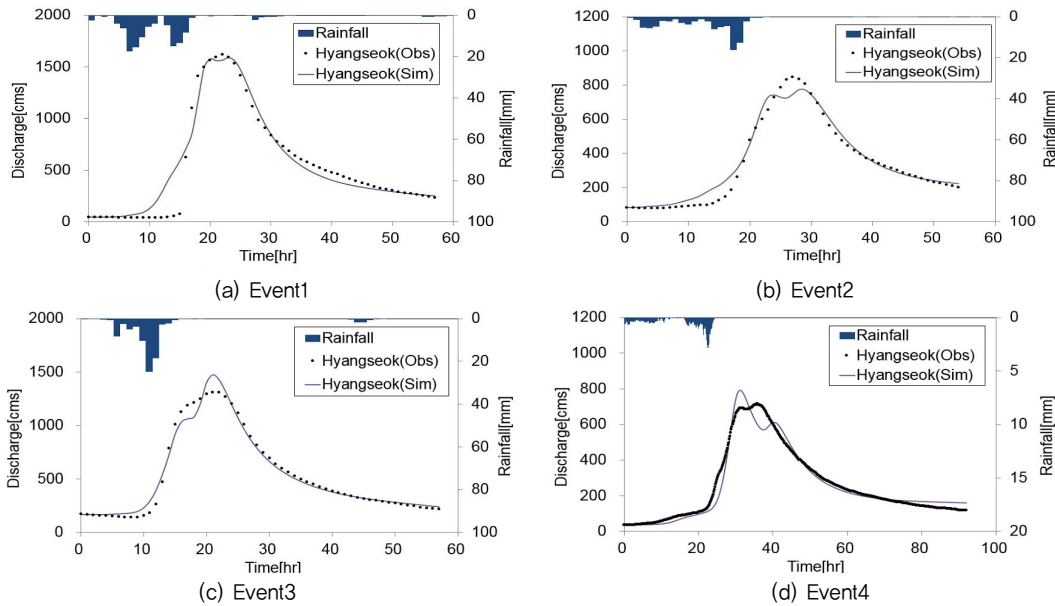 2000
1500
1000
500
0
Discharge[cms]
0
20
40
60
80
100
Rainfall[mm]
Rainfall
Hyangseok(Obs)
Hyangseok(Sim)
0 10 20 30 40 50 60
Time[hr]
(a) Event1
1200
1000
800
600
400
200
0
Discharge[cms]
0
20
40
60
80
100
Rainfall[mm]
Rainfall
Hyangseok(Obs)
Hyangseok(Sim)
0 10 20 30 40 50 60
Time[hr]
(b) Event2
2000
1500
1000
500
0
Discharge[cms]
0
20
40
60
80
100
Rainfall[mm]
Rainfall
Hyangseok(Obs)
Hyangseok(Sim)
0 10 20 30 40 50 60
Time[hr]
(c) Event3
1200
1000
800
600
400
200
0
Discharge[cms]
0
5
10
15
20
Rainfall[mm]
Rainfall
Hyangseok(Obs)
Hyangseok(Sim)
0 20 40 60 80 100
Time[hr]
(d) Event4